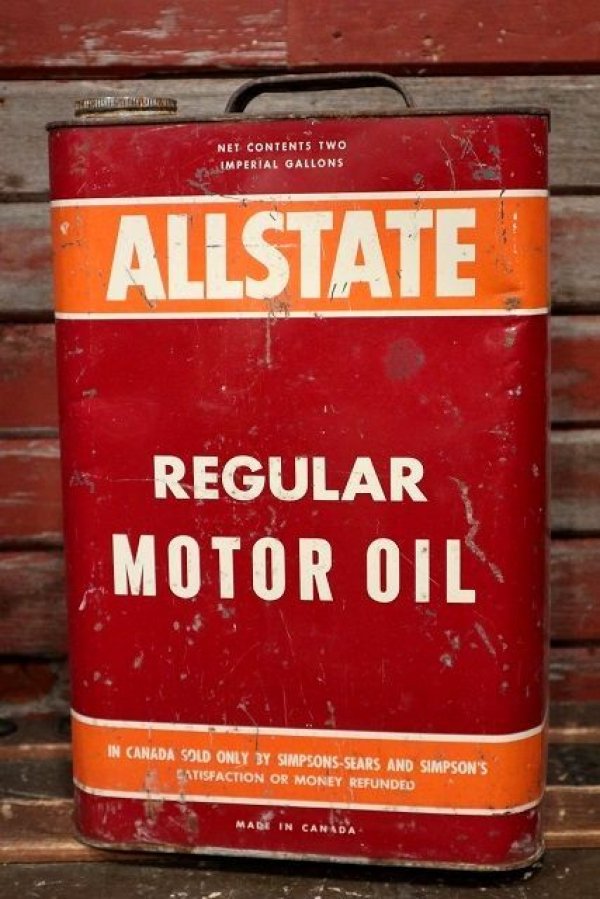 NET CONTENTS TWO
IMPERIAL GALLONS
ALLSTATE
REGULAR
MOTOR OIL
IN CANADA SOLD ONLY BY SIMPSONS-SEARS AND SIMPSON'S
SATISFACTION OR MONEY REFUNDED
MADE IN CANADA